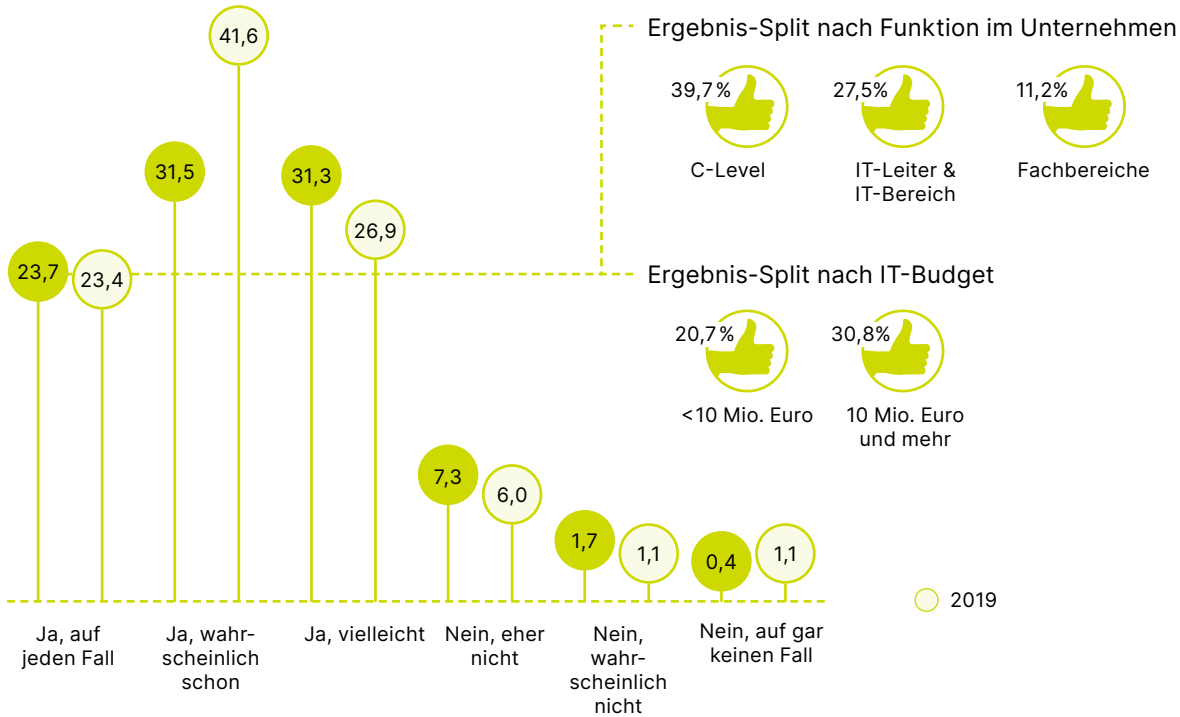 41,6
31,5
31,3
26,9
23,7
23,4
7,3
6,0
1,7
1,1
0,4
1,1
Ja, auf
jeden Fall
Ja, wahr-
scheinlich
schon
Ja, vielleicht
Nein, eher
nicht
Nein,
wahr-
scheinlich
nicht
Nein, auf gar
keinen Fall
Ergebnis-Split nach Funktion im Unternehmen
39,7 %
27,5%
11,2%
C-Level
IT-Leiter &
IT-Bereich
Fachbereiche
Ergebnis-Split nach IT-Budget
20,7%
30,8%
<10 Mio. Euro
10 Mio. Euro
und mehr
2019